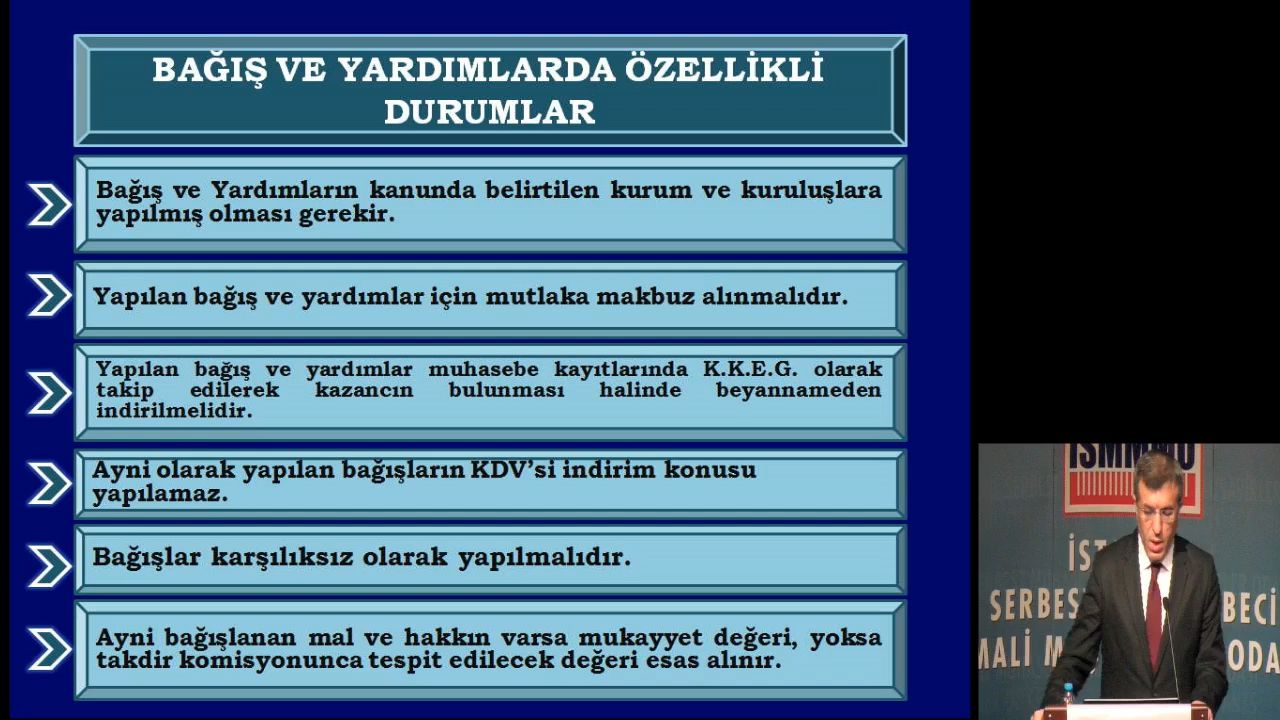 BAĞIŞ VE YARDIMLARDA ÖZELLİKLİ
DURUMLAR
Bağış ve Yardımların kanunda belirtilen kurum ve kuruluşlara
yapılmış olması gerekir.
Yapılan bağış ve yardımlar için mutlaka makbuz alınmalıdır.
Yapılan bağış ve yardımlar muhasebe kayıtlarında K.K.E.G. olarak
takip edilerek kazancın bulunması halinde beyannameden
indirilmelidir.
Ayni olarak yapılan bağışların KDV’si indirim konusu
yapılamaz.
Bağışlar karşılıksız olarak yapılmalıdır.
Ayni bağışlanan mal ve hakkın varsa mukayyet değeri, yoksa
takdir komisyonunca tespit edilecek değeri esas alınır.
İSMMMO
İST
SERBES BECİ
MALİ M ODA